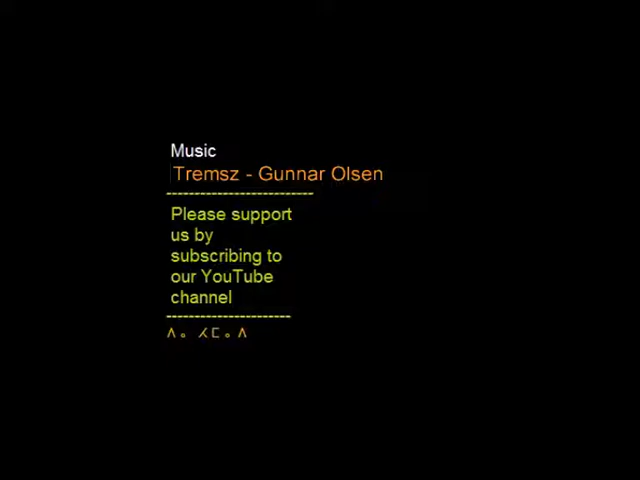 Music
Tremsz - Gunnar Olsen
--------------------------
Please support
us by
subscribing to
our YouTube
channel
----------------------